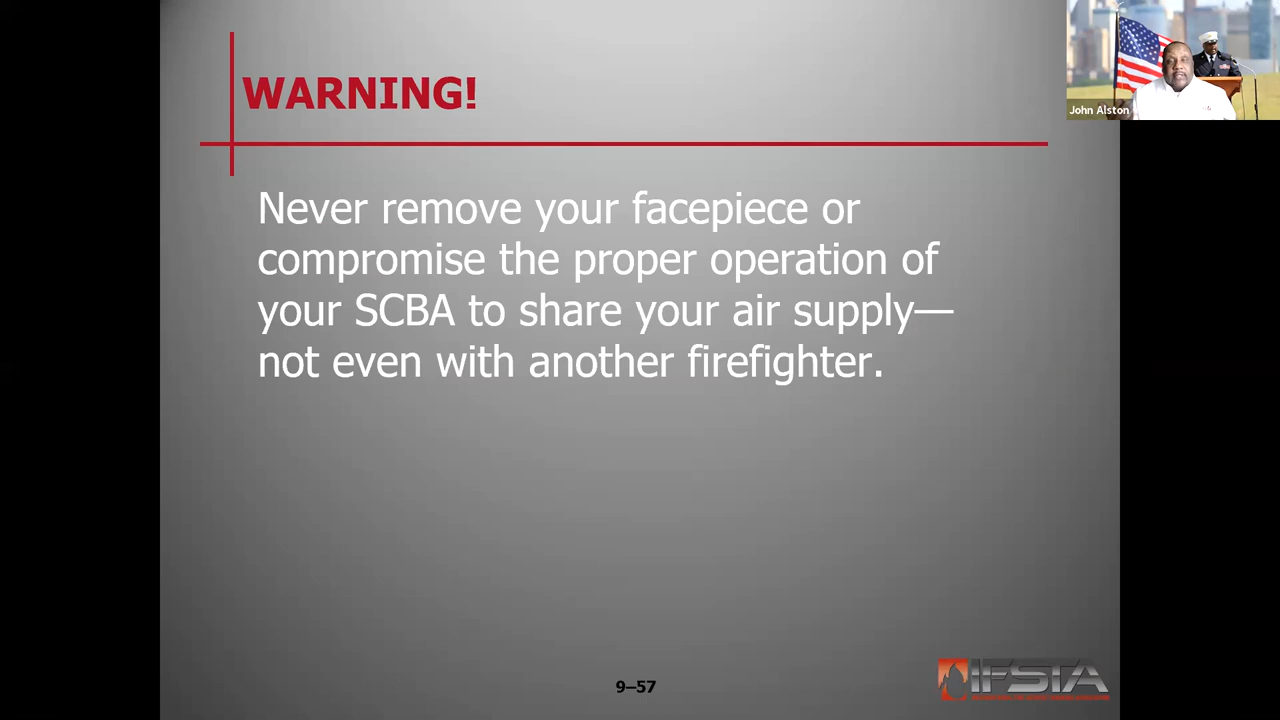 WARNING!
John Alston
Never remove your facepiece or
compromise the proper operation of
your SCBA to share your air supply—
not even with another firefighter.
9–57
IFSTA